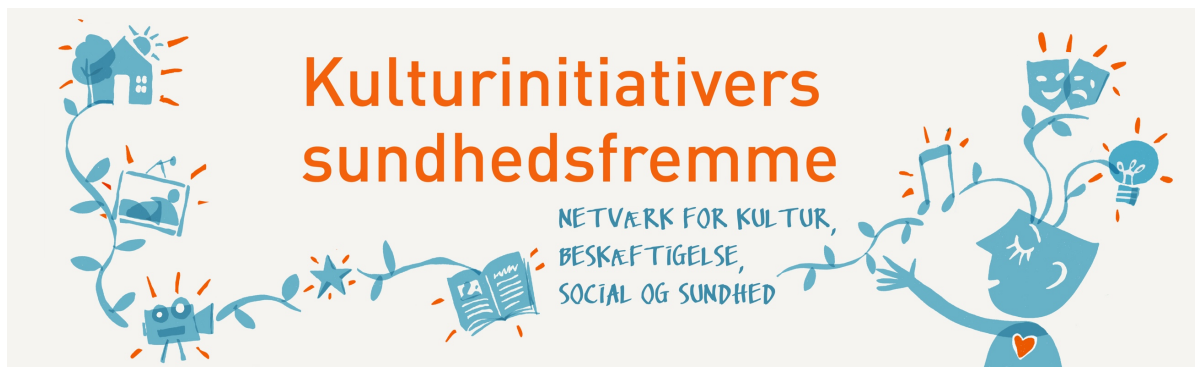 Kulturinitiativers
sundhedsfremme
NETVÆRK FOR KULTUR,
BESKÆFTIGELSE,
SOCIAL OG SUNDHED